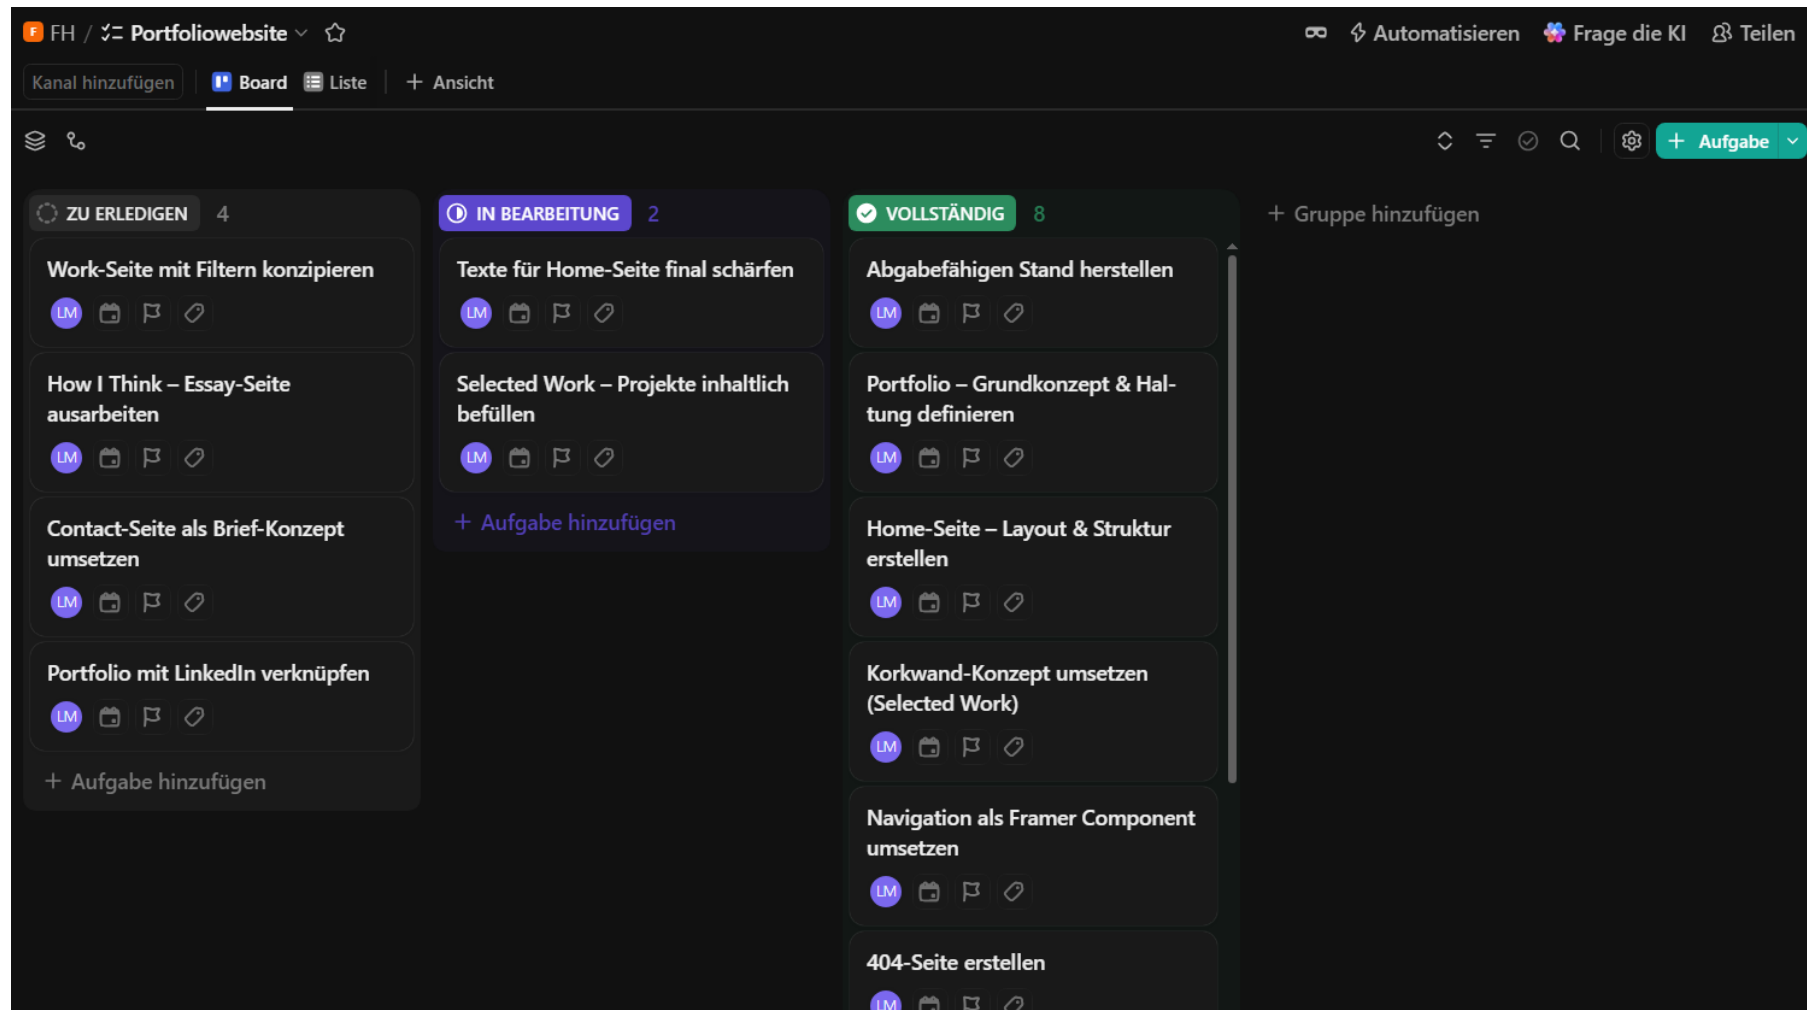 F FH / Portfoliowebsite
Automatisieren Frage die KI Teilen
Kanal hinzufügen Board Liste + Ansicht
+ Aufgabe
ZU ERLEDIGEN 4
Work-Seite mit Filtern konzipieren
LM
How I Think – Essay-Seite
ausarbeiten
LM
Contact-Seite als Brief-Konzept
umsetzen
LM
Portfolio mit LinkedIn verknüpfen
LM
+ Aufgabe hinzufügen
IN BEARBEITUNG 2
Texte für Home-Seite final schärfen
LM
Selected Work – Projekte inhaltlich
befüllen
LM
+ Aufgabe hinzufügen
VOLLSTÄNDIG 8
Abgabefähigen Stand herstellen
LM
Portfolio – Grundkonzept & Hal-
tung definieren
LM
Home-Seite – Layout & Struktur
erstellen
LM
Korkwand-Konzept umsetzen
(Selected Work)
LM
Navigation als Framer Component
umsetzen
LM
404-Seite erstellen
LM
+ Gruppe hinzufügen